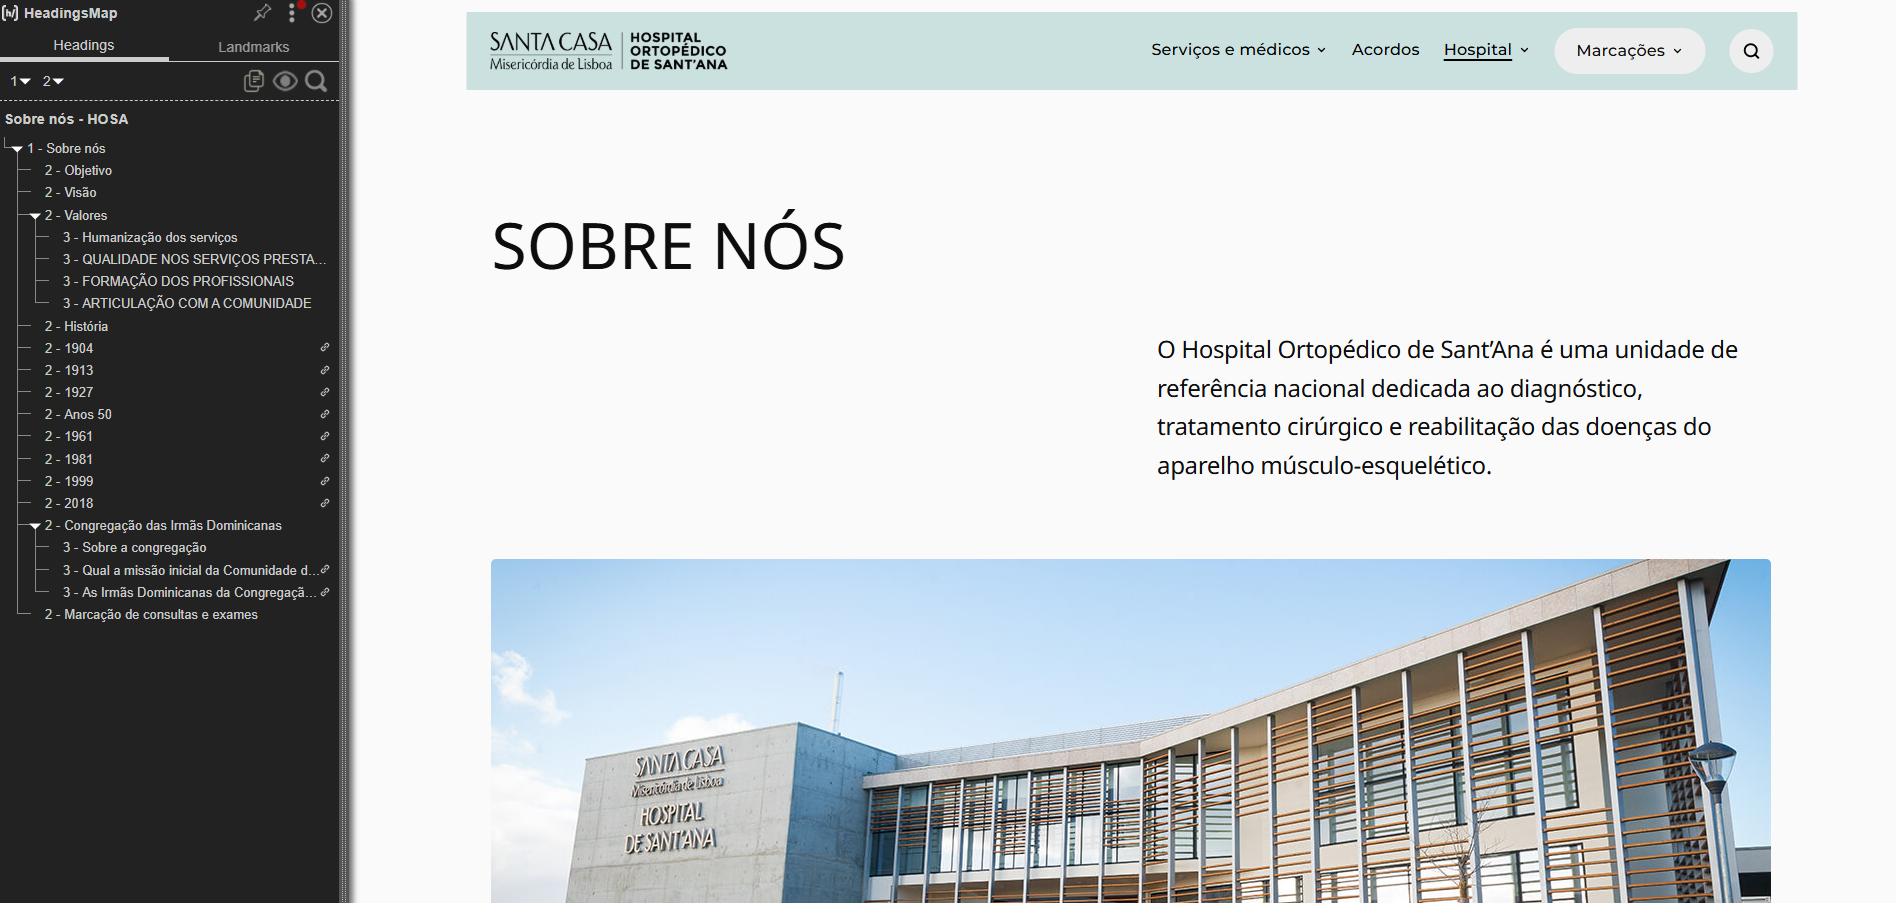 HeadingsMap
Headings
Landmarks
1
2
Sobre nós - HOSA
1 - Sobre nós
2 - Objetivo
2 - Visão
2 - Valores
3 - Humanização dos serviços
3 - QUALIDADE NOS SERVIÇOS PRESTA...
3 - FORMAÇÃO DOS PROFISSIONAIS
3 - ARTICULAÇÃO COM A COMUNIDADE
2 - História
2 - 1904
2 - 1913
2 - 1927
2 - Anos 50
2 - 1961
2 - 1981
2 - 1999
2 - 2018
2 - Congregação das Irmãs Dominicanas
3 - Sobre a congregação
3 - Qual a missão inicial da Comunidade d...
3 - As Irmãs Dominicanas da Congregaçã...
2 - Marcação de consultas e exames
SANTA CASA
Misericórdia de Lisboa
HOSPITAL
ORTOPÉDICO
DE SANT'ANA
Serviços e médicos
Acordos
Hospital
Marcações
SOBRE NÓS
O Hospital Ortopédico de Sant’Ana é uma unidade de
referência nacional dedicada ao diagnóstico,
tratamento cirúrgico e reabilitação das doenças do
aparelho músculo-esquelético.
SANTA CASA
Misericórdia de Lisboa
HOSPITAL
DE SANT'ANA